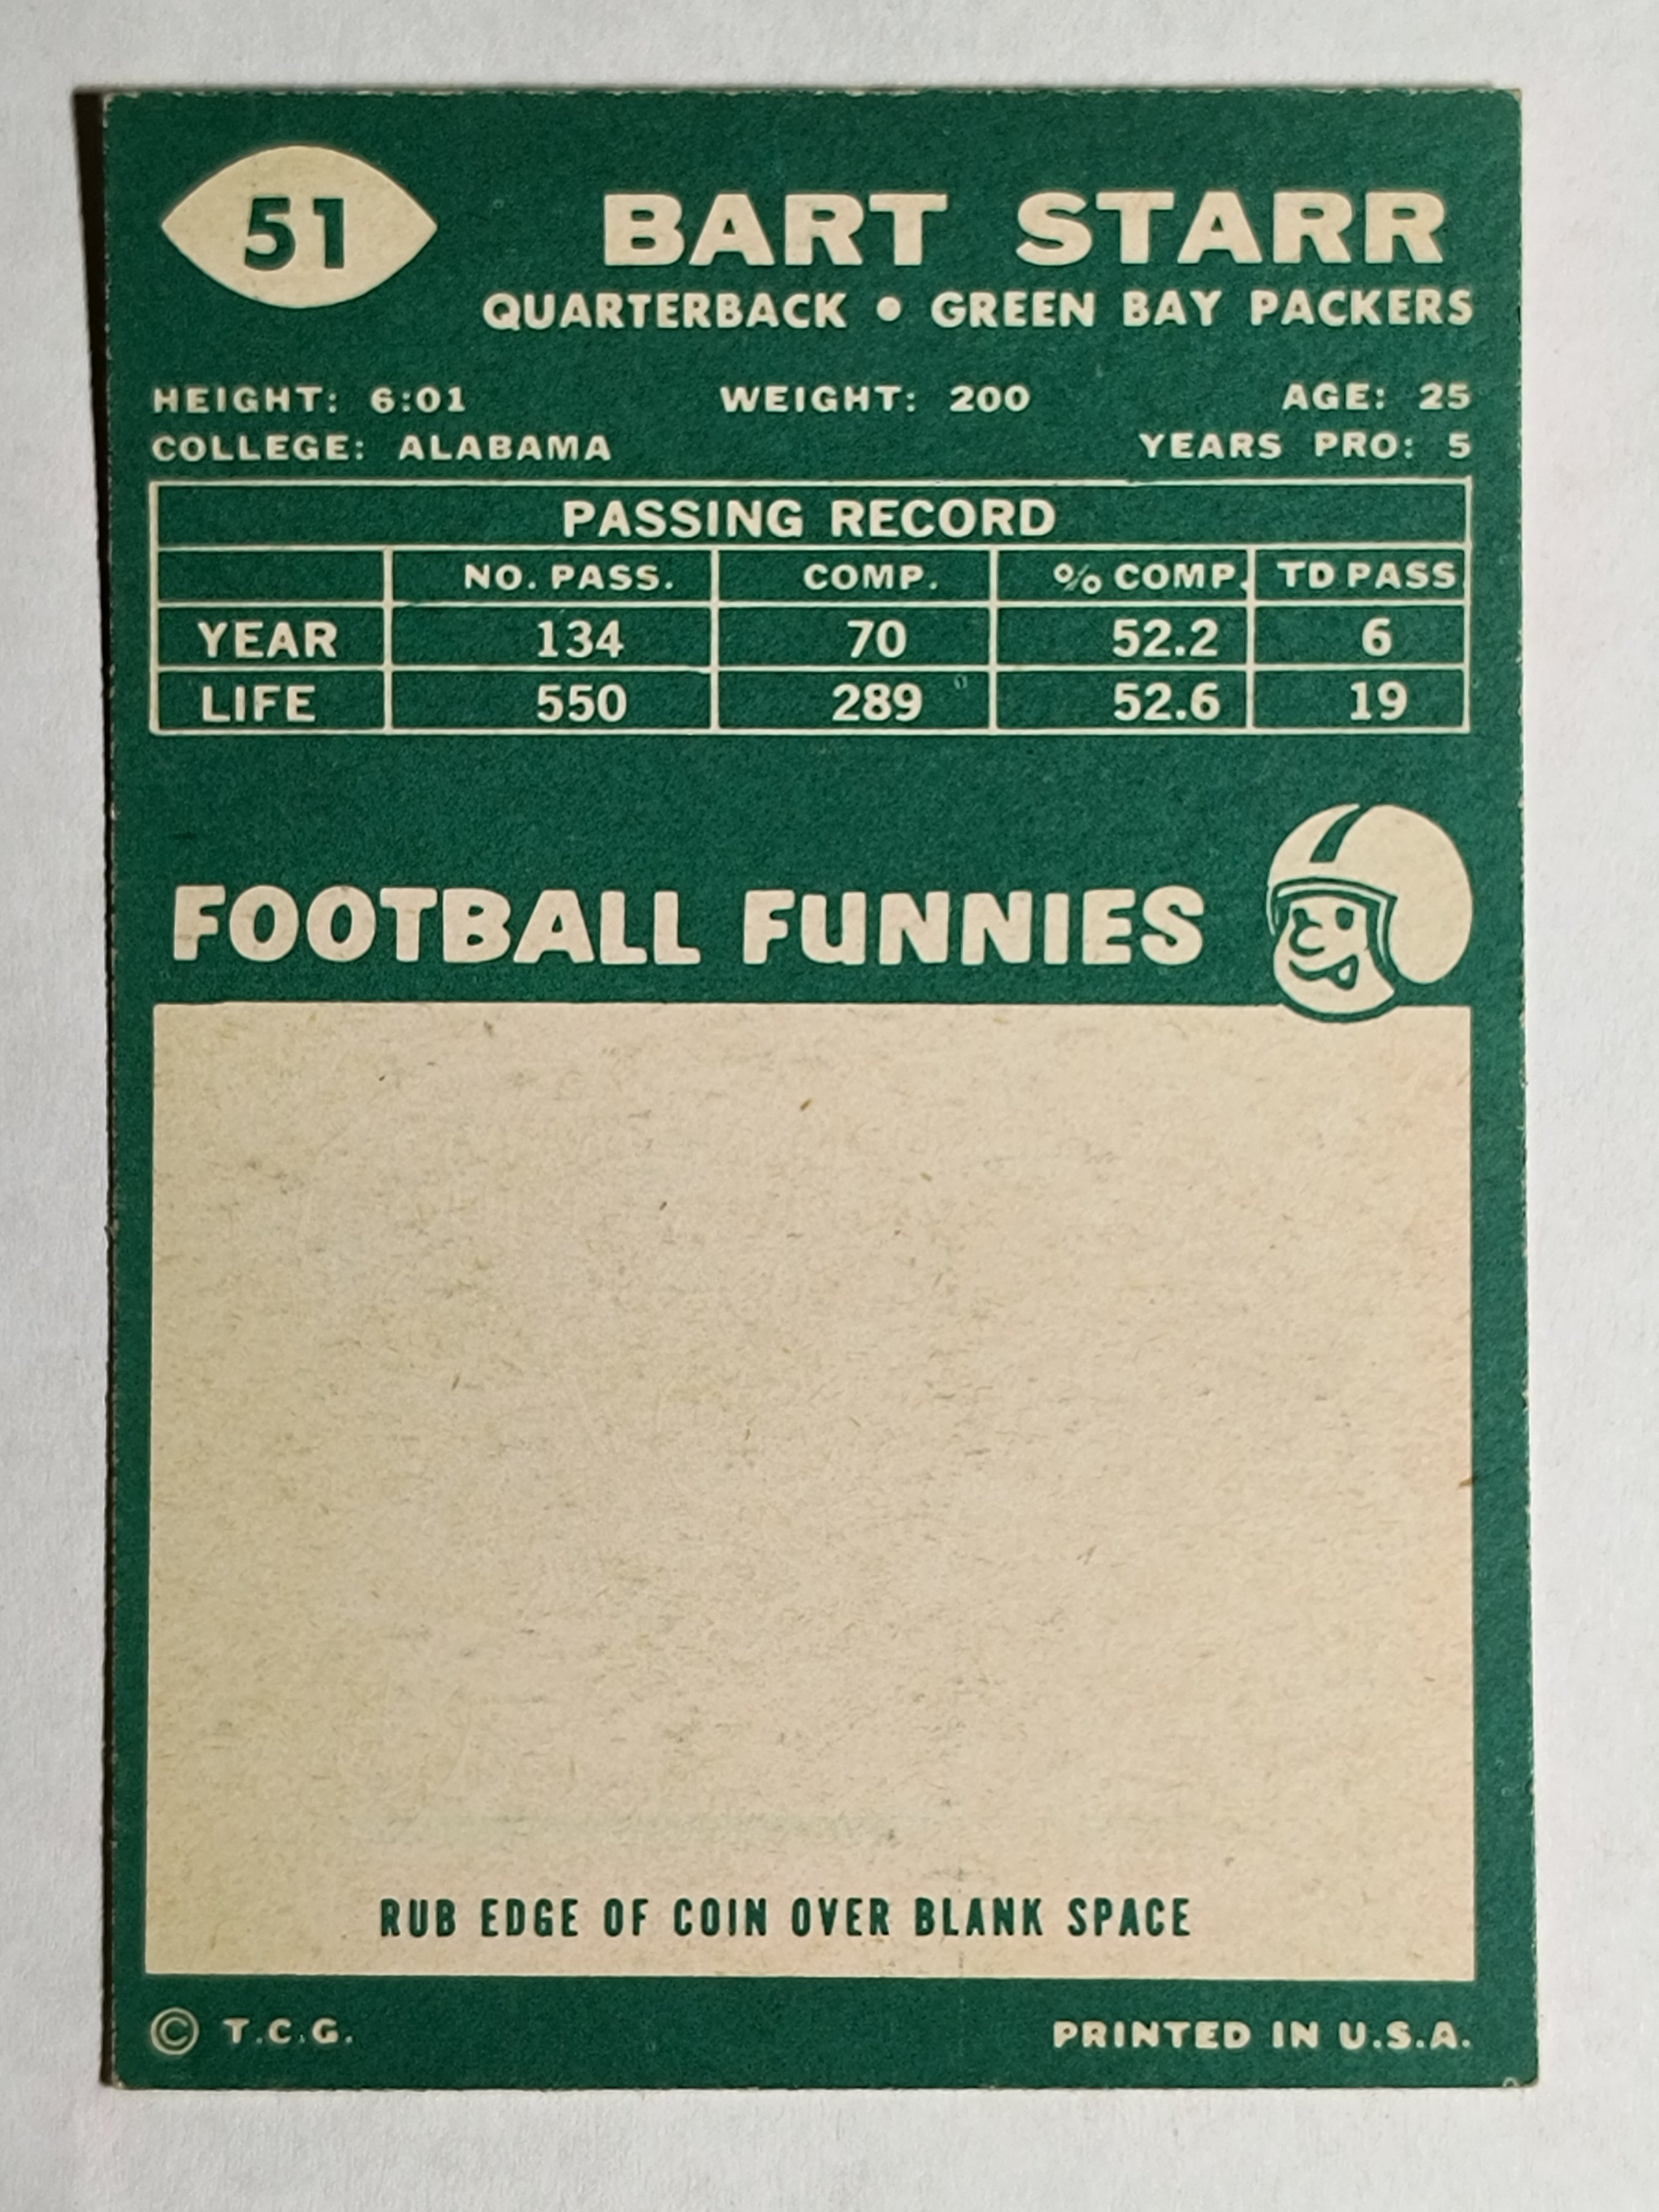 51
BART STARR
QUARTERBACK • GREEN BAY PACKERS
HEIGHT: 6:01 WEIGHT: 200 AGE: 25
COLLEGE: ALABAMA YEARS PRO: 5
PASSING RECORD
NO. PASS. COMP. % COMP. TD PASS
YEAR 134 70 52.2 6
LIFE 550 289 52.6 19
FOOTBALL FUNNIES
RUB EDGE OF COIN OVER BLANK SPACE
© T.C.G. PRINTED IN U.S.A.